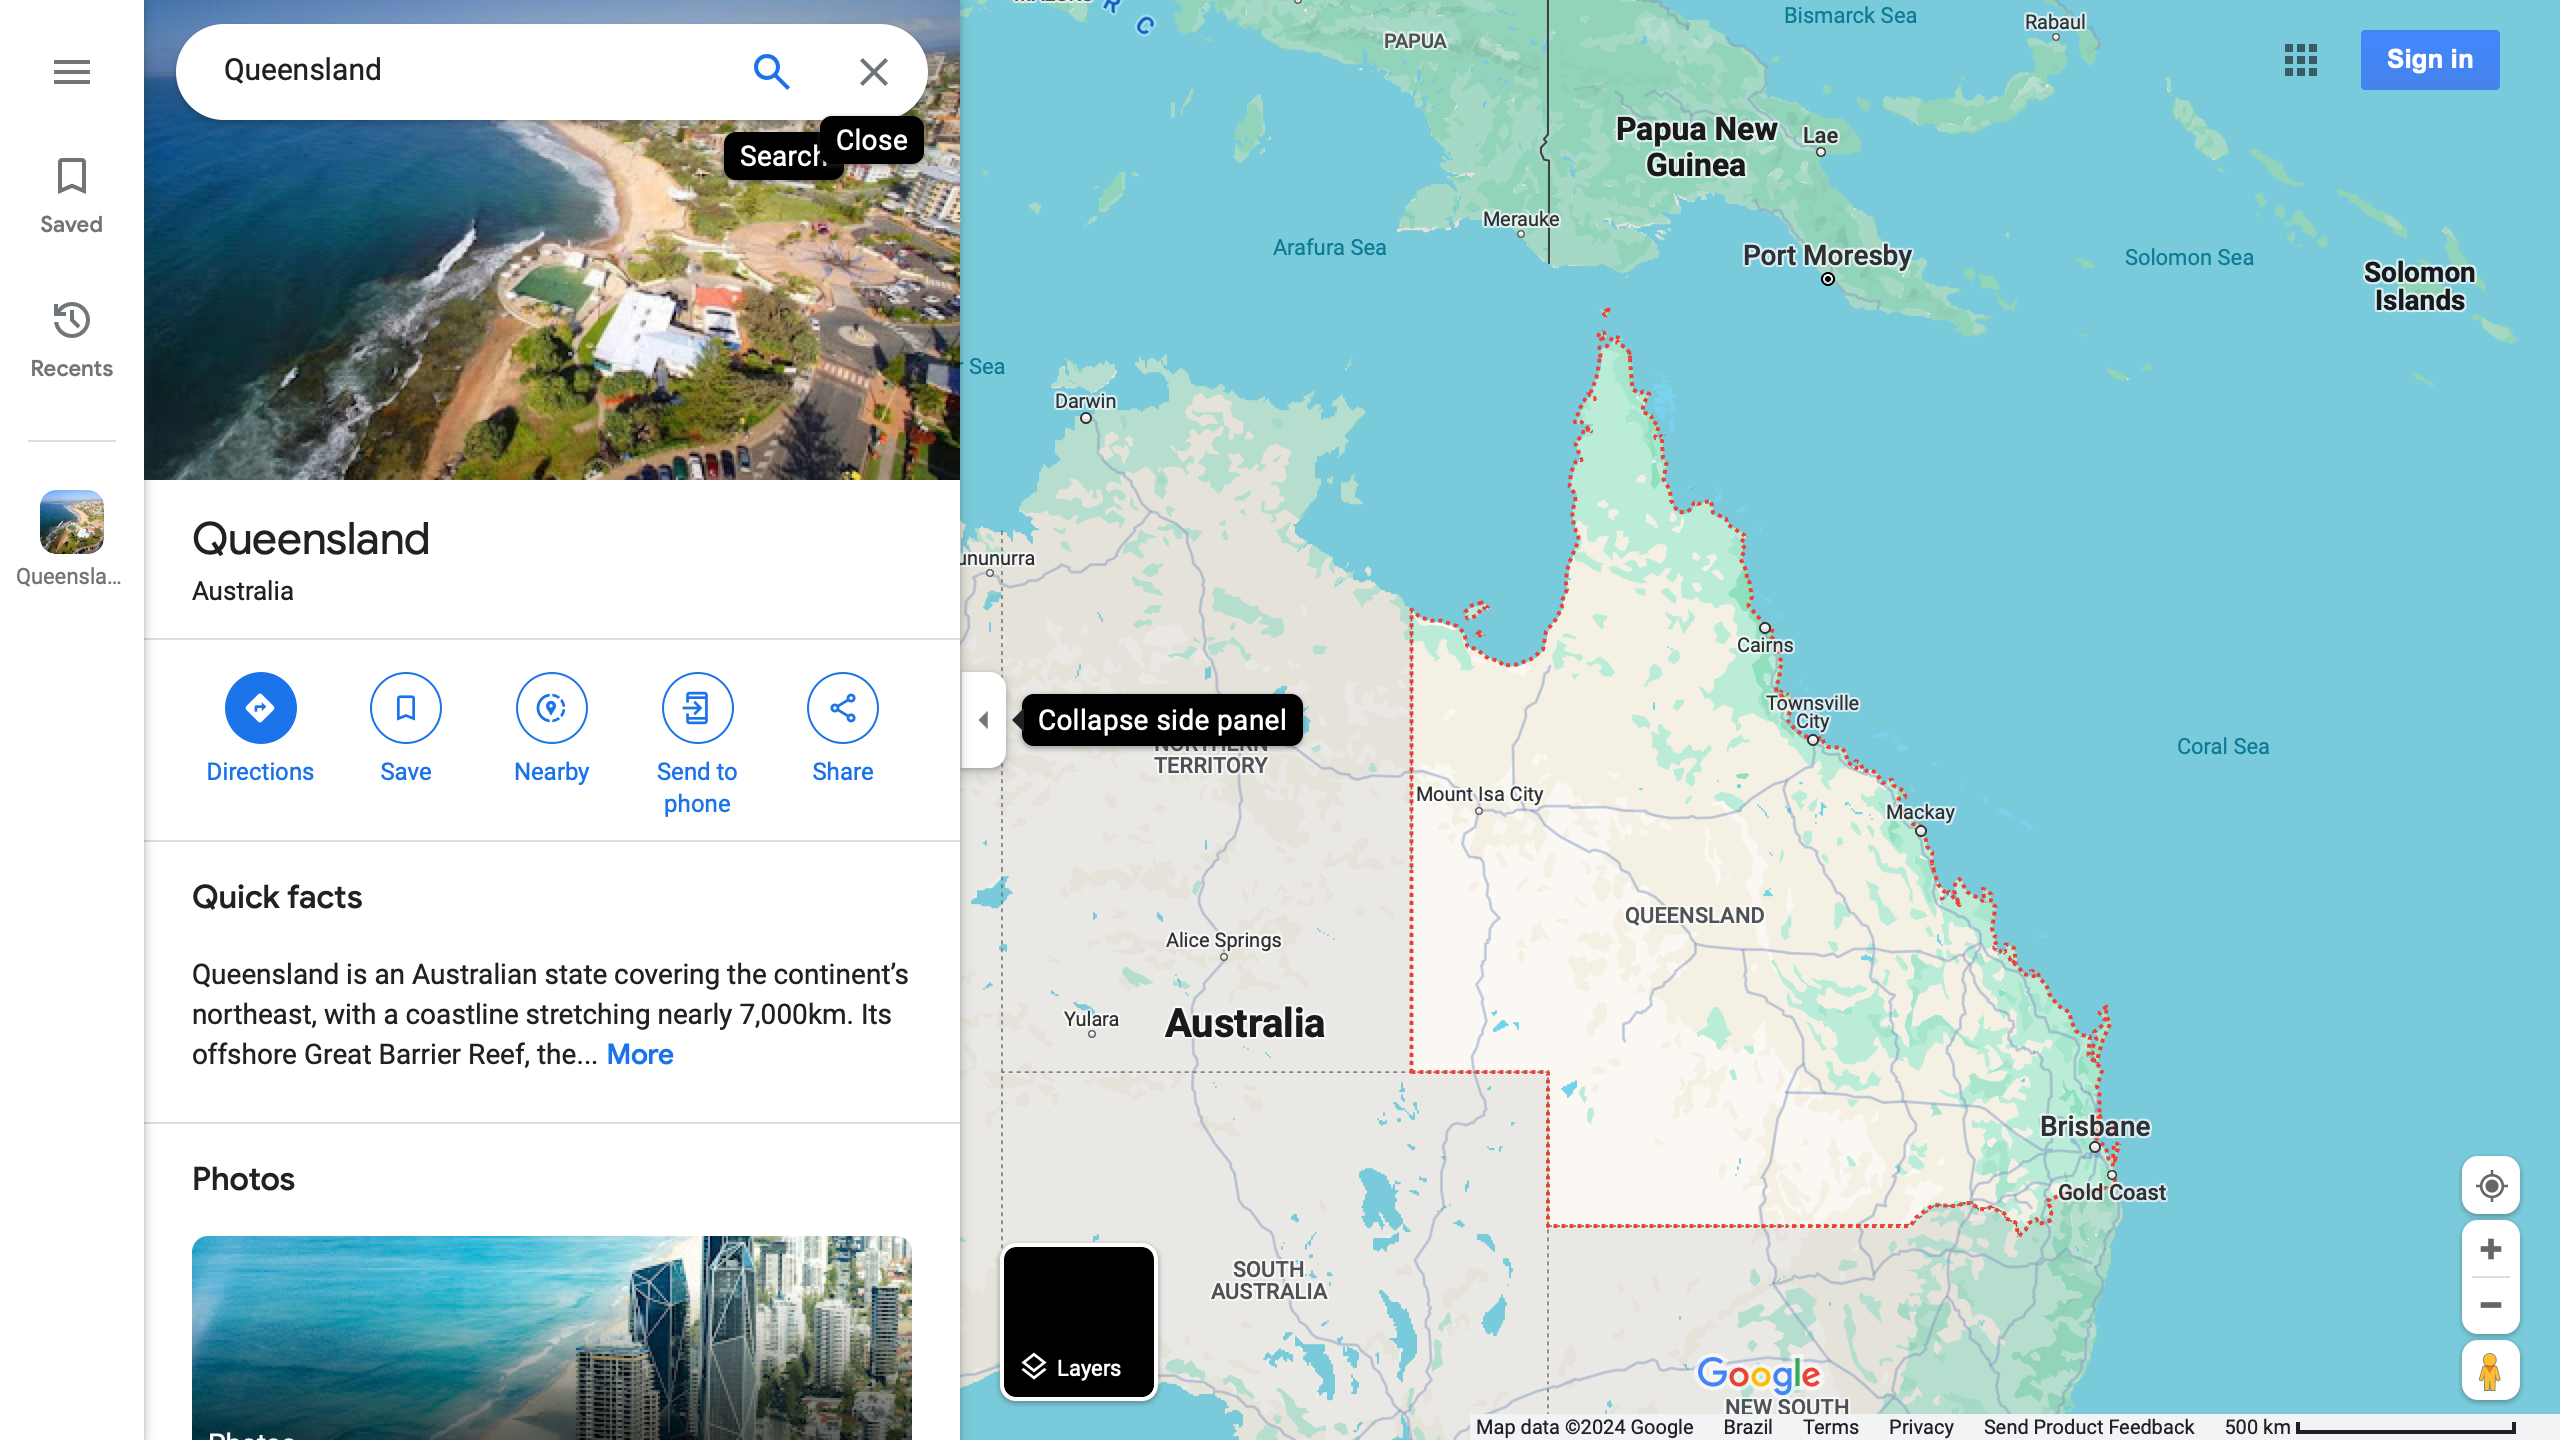 Queensland
Search
Close
Saved
Recents
Queensla...
Queensland
Australia
Directions
Save
Nearby
Send to
phone
Share
Quick facts
Queensland is an Australian state covering the continent’s
northeast, with a coastline stretching nearly 7,000km. Its
offshore Great Barrier Reef, the... More
Photos
Photos
Collapse side panel
Layers
Sign in
Bismarck Sea
Rabaul
PAPUA
Papua New
Guinea
Lae
Merauke
Arafura Sea
Port Moresby
Solomon Sea
Solomon
Islands
Sea
Darwin
ununurra
Cairns
Townsville
City
NORTHERN
TERRITORY
Coral Sea
Mount Isa City
Mackay
QUEENSLAND
Alice Springs
Yulara
Australia
Brisbane
Gold Coast
SOUTH
AUSTRALIA
Google
NEW SOUTH
Map data ©2024 Google
Brazil
Terms
Privacy
Send Product Feedback
500 km